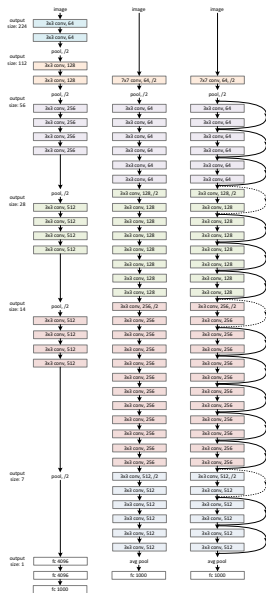 output
size: 224
output
size: 112
output
size: 56
output
size: 28
output
size: 14
output
size: 7
output
size: 1
image
3x3 conv, 64
3x3 conv, 64
pool, /2
3x3 conv, 128
3x3 conv, 128
pool, /2
3x3 conv, 256
3x3 conv, 256
3x3 conv, 256
3x3 conv, 256
pool, /2
3x3 conv, 512
3x3 conv, 512
3x3 conv, 512
3x3 conv, 512
pool, /2
3x3 conv, 512
3x3 conv, 512
3x3 conv, 512
3x3 conv, 512
pool, /2
fc 4096
fc 4096
fc 1000
image
7x7 conv, 64, /2
pool, /2
3x3 conv, 64
3x3 conv, 64
3x3 conv, 64
3x3 conv, 64
3x3 conv, 64
3x3 conv, 64
3x3 conv, 128, /2
3x3 conv, 128
3x3 conv, 128
3x3 conv, 128
3x3 conv, 128
3x3 conv, 128
3x3 conv, 128
3x3 conv, 128
3x3 conv, 256, /2
3x3 conv, 256
3x3 conv, 256
3x3 conv, 256
3x3 conv, 256
3x3 conv, 256
3x3 conv, 256
3x3 conv, 256
3x3 conv, 256
3x3 conv, 256
3x3 conv, 256
3x3 conv, 256
3x3 conv, 512, /2
3x3 conv, 512
3x3 conv, 512
3x3 conv, 512
3x3 conv, 512
3x3 conv, 512
avg pool
fc 1000
image
7x7 conv, 64, /2
pool, /2
3x3 conv, 64
3x3 conv, 64
3x3 conv, 64
3x3 conv, 64
3x3 conv, 64
3x3 conv, 64
3x3 conv, 128, /2
3x3 conv, 128
3x3 conv, 128
3x3 conv, 128
3x3 conv, 128
3x3 conv, 128
3x3 conv, 128
3x3 conv, 128
3x3 conv, 256, /2
3x3 conv, 256
3x3 conv, 256
3x3 conv, 256
3x3 conv, 256
3x3 conv, 256
3x3 conv, 256
3x3 conv, 256
3x3 conv, 256
3x3 conv, 256
3x3 conv, 256
3x3 conv, 256
3x3 conv, 512, /2
3x3 conv, 512
3x3 conv, 512
3x3 conv, 512
3x3 conv, 512
3x3 conv, 512
avg pool
fc 1000